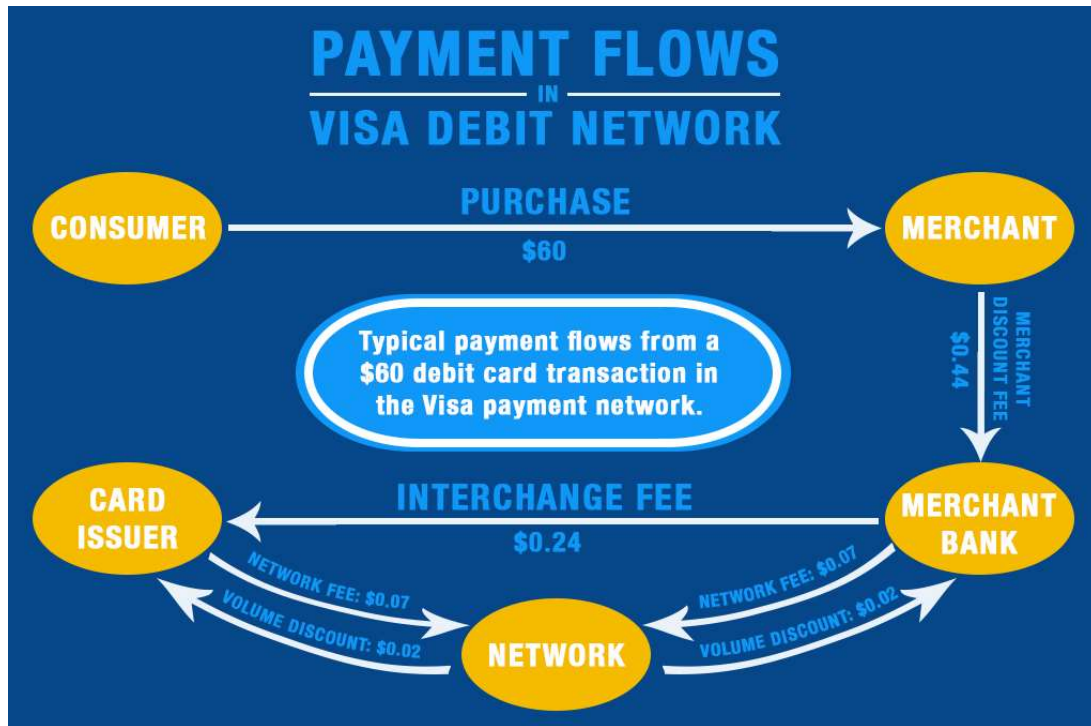 PAYMENT FLOWS
IN
VISA DEBIT NETWORK
CONSUMER
PURCHASE
$60
MERCHANT
MERCHANT
DISCOUNT FEE
$0.44
Typical payment flows from a
$60 debit card transaction in
the Visa payment network.
CARD
ISSUER
INTERCHANGE FEE
$0.24
MERCHANT
BANK
NETWORK FEE: $0.07
VOLUME DISCOUNT: $0.02
NETWORK
NETWORK FEE: $0.07
VOLUME DISCOUNT: $0.02